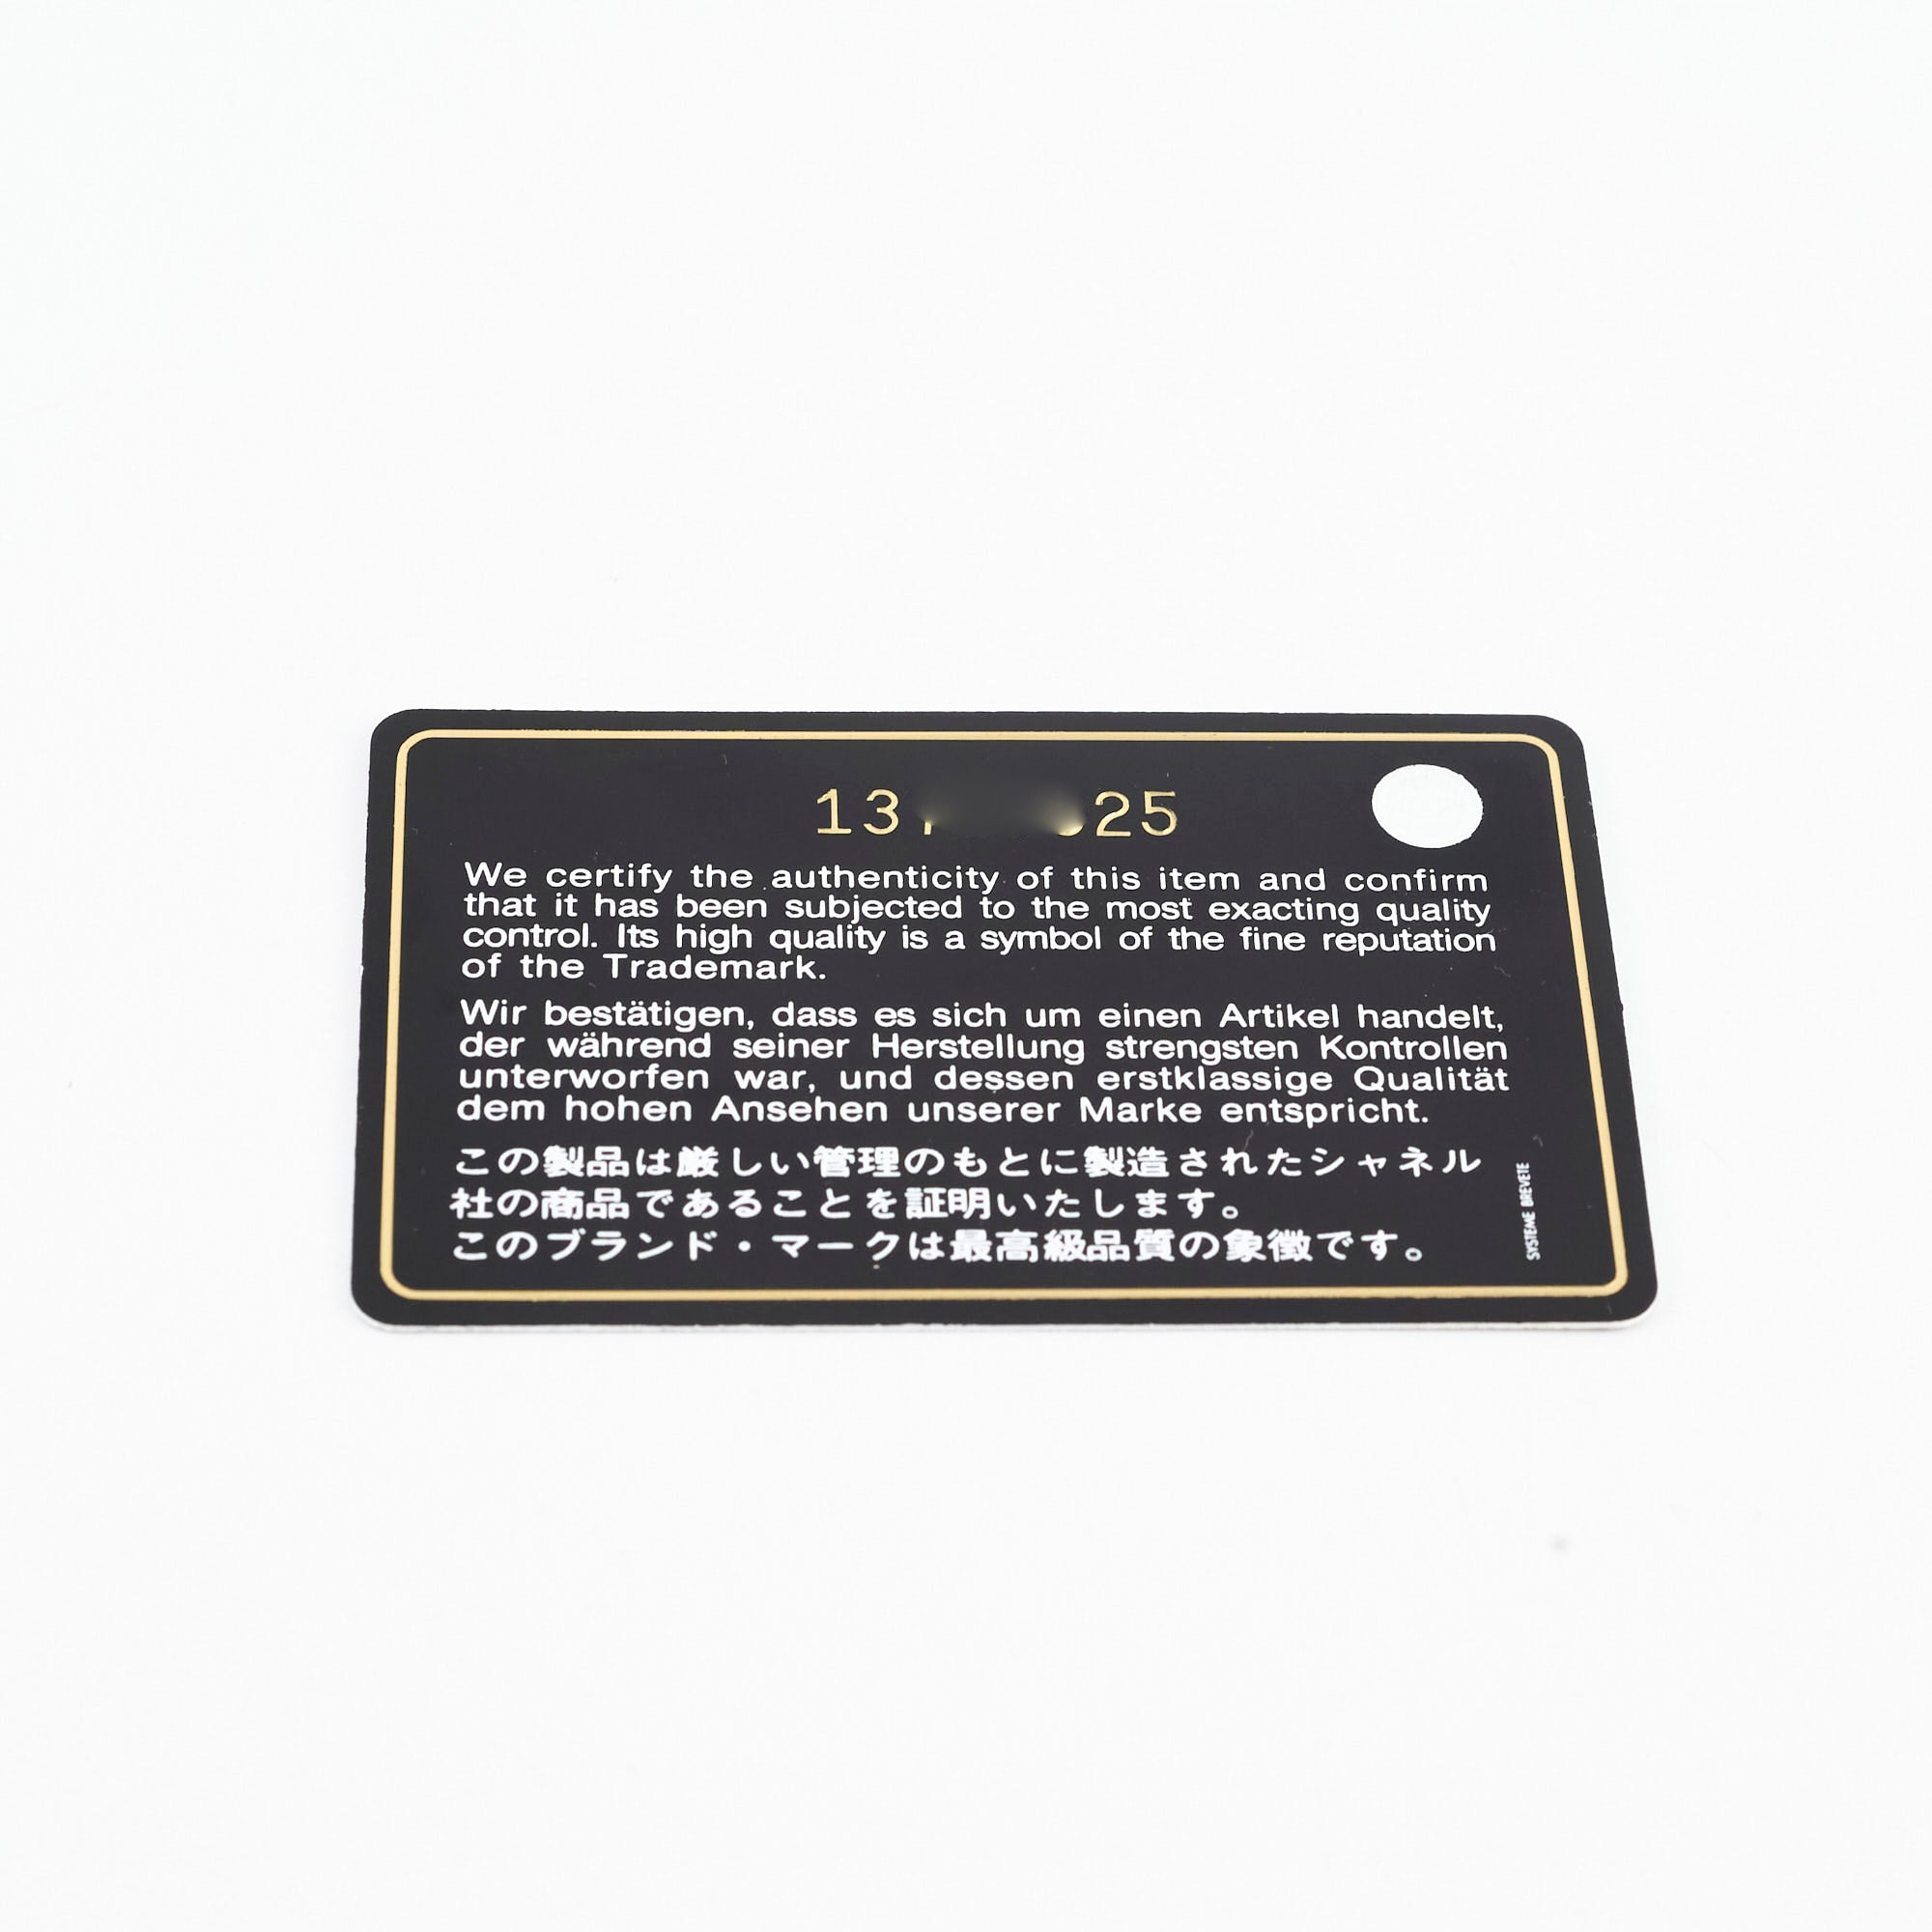 13 25
We certify the authenticity of this item and confirm
that it has been subjected to the most exacting quality
control. Its high quality is a symbol of the fine reputation
of the Trademark.
Wir bestätigen, dass es sich um einen Artikel handelt,
der während seiner Herstellung strengsten Kontrollen
unterworfen war, und dessen erstklassige Qualität
dem hohen Ansehen unserer Marke entspricht.
この製品は厳しい管理のもとに製造されたシャネル
社の商品であることを証明いたします。
このブランド・マークは最高級品質の象徴です。
SYSTEME BREVETE